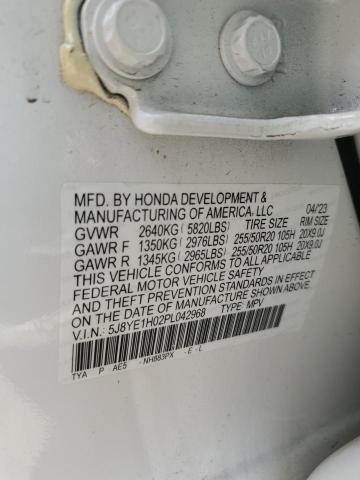 MFD. BY HONDA DEVELOPMENT &
MANUFACTURING OF AMERICA, LLC 04/23
GVWR 2640KG ( 5820LBS) TIRE SIZE RIM SIZE
GAWR F 1350KG ( 2976LBS) 255/50R20 105H 20X9.0J
GAWR R 1345KG ( 2965LBS) 255/50R20 105H 20X9.0J
THIS VEHICLE CONFORMS TO ALL APPLICABLE
FEDERAL MOTOR VEHICLE SAFETY STANDARDS IN EFFECT
ON THE DATE OF MANUFACTURE SHOWN ABOVE.
V.I.N.: 5J8YE1H02PL042968 TYPE: MPV
TYA P AE5 - NH883PX - E - L